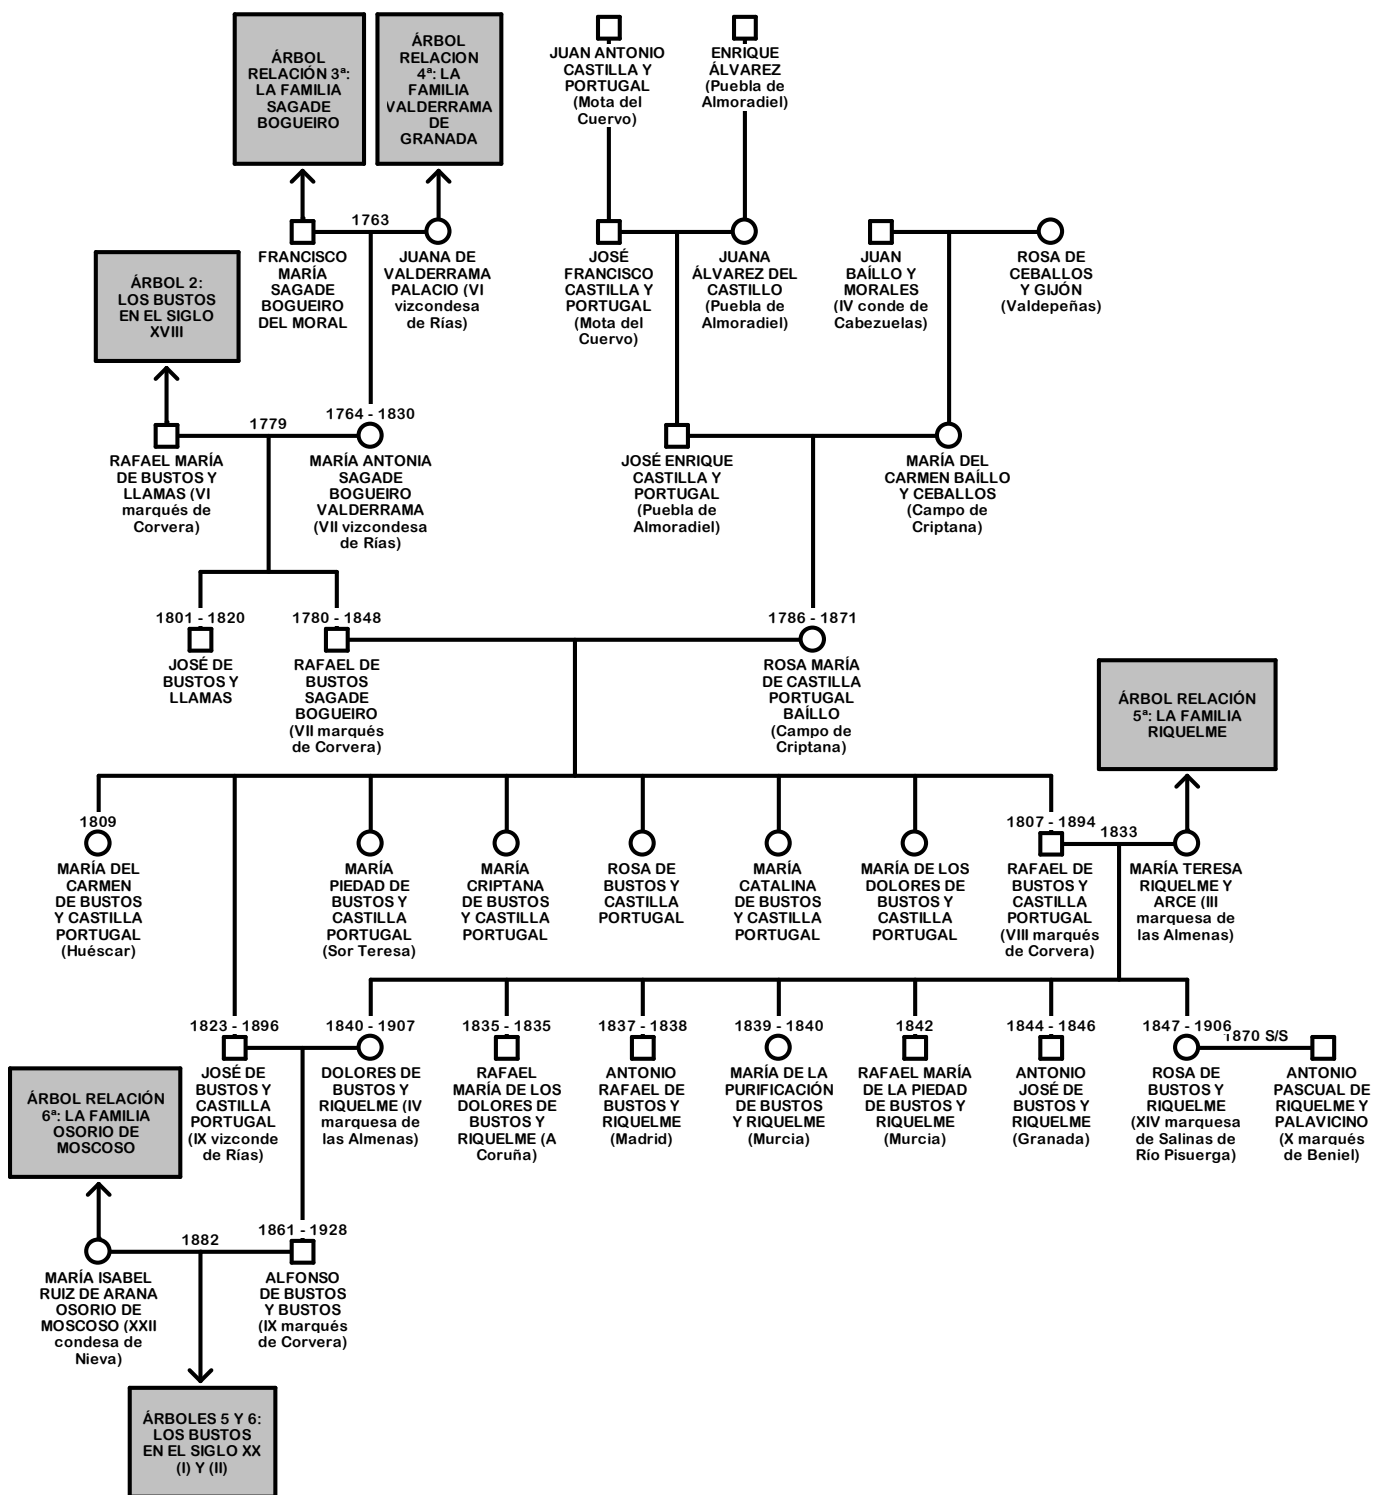 ÁRBOL
RELACIÓN 3ª:
LA FAMILIA
SAGADE
BOGUEIRO
ÁRBOL
RELACION
4ª: LA
FAMILIA
VALDERRAMA
DE
GRANADA
JUAN ANTONIO
CASTILLA Y
PORTUGAL
(Mota del
Cuervo)
ENRIQUE
ÁLVAREZ
(Puebla de
Almoradiel)
1763
FRANCISCO
MARÍA
SAGADE
BOGUEIRO
DEL MORAL
JUANA DE
VALDERRAMA
PALACIO (VI
vizcondesa
de Rías)
JOSÉ
FRANCISCO
CASTILLA Y
PORTUGAL
(Mota del
Cuervo)
JUANA
ÁLVAREZ DEL
CASTILLO
(Puebla de
Almoradiel)
JUAN
BAÍLLO Y
MORALES
(IV conde de
Cabezuelas)
ROSA DE
CEBALLOS
Y GIJÓN
(Valdepeñas)
ÁRBOL 2:
LOS BUSTOS
EN EL SIGLO
XVIII
1779
1764 - 1830
RAFAEL MARÍA
DE BUSTOS Y
LLAMAS (VI
marqués de
Corvera)
MARÍA ANTONIA
SAGADE
BOGUEIRO
VALDERRAMA
(VII vizcondesa
de Rías)
JOSÉ ENRIQUE
CASTILLA Y
PORTUGAL
(Puebla de
Almoradiel)
MARÍA DEL
CARMEN BAÍLLO
Y CEBALLOS
(Campo de
Criptana)
1801 - 1820
JOSÉ DE
BUSTOS Y
LLAMAS
1780 - 1848
RAFAEL DE
BUSTOS
SAGADE
BOGUEIRO
(VII marqués
de Corvera)
1786 - 1871
ROSA MARÍA
DE CASTILLA
PORTUGAL
BAÍLLO
(Campo de
Criptana)
ÁRBOL RELACIÓN
5ª: LA FAMILIA
RIQUELME
1809
MARÍA DEL
CARMEN
DE BUSTOS
Y CASTILLA
PORTUGAL
(Huéscar)
MARÍA
PIEDAD DE
BUSTOS Y
CASTILLA
PORTUGAL
(Sor Teresa)
MARÍA
CRIPTANA
DE BUSTOS
Y CASTILLA
PORTUGAL
ROSA DE
BUSTOS Y
CASTILLA
PORTUGAL
MARÍA
CATALINA
DE BUSTOS
Y CASTILLA
PORTUGAL
MARÍA DE LOS
DOLORES DE
BUSTOS Y
CASTILLA
PORTUGAL
1807 - 1894
RAFAEL DE
BUSTOS Y
CASTILLA
PORTUGAL
(VIII marqués
de Corvera)
1833
MARÍA TERESA
RIQUELME Y
ARCE (III
marquesa de
las Almenas)
1823 - 1896
JOSÉ DE
BUSTOS Y
CASTILLA
PORTUGAL
(IX vizconde
de Rías)
1840 - 1907
DOLORES DE
BUSTOS Y
RIQUELME (IV
marquesa de
las Almenas)
1835 - 1835
RAFAEL
MARÍA DE LOS
DOLORES DE
BUSTOS Y
RIQUELME (A
Coruña)
1837 - 1838
ANTONIO
RAFAEL DE
BUSTOS Y
RIQUELME
(Madrid)
1839 - 1840
MARÍA DE LA
PURIFICACIÓN
DE BUSTOS
Y RIQUELME
(Murcia)
1842
RAFAEL MARÍA
DE LA PIEDAD
DE BUSTOS Y
RIQUELME
(Murcia)
1844 - 1846
ANTONIO
JOSÉ DE
BUSTOS Y
RIQUELME
(Granada)
1847 - 1906
ROSA DE
BUSTOS Y
RIQUELME
(XIV marquesa
de Salinas de
Río Pisuerga)
1870 S/S
ANTONIO
PASCUAL DE
RIQUELME Y
PALAVICINO
(X marqués
de Beniel)
ÁRBOL RELACIÓN
6ª: LA FAMILIA
OSORIO DE
MOSCOSO
1882
MARÍA ISABEL
RUIZ DE ARANA
OSORIO DE
MOSCOSO (XXII
condesa de
Nieva)
1861 - 1928
ALFONSO
DE BUSTOS
Y BUSTOS
(IX marqués
de Corvera)
ÁRBOLES 5 Y 6:
LOS BUSTOS
EN EL SIGLO XX
(I) Y (II)